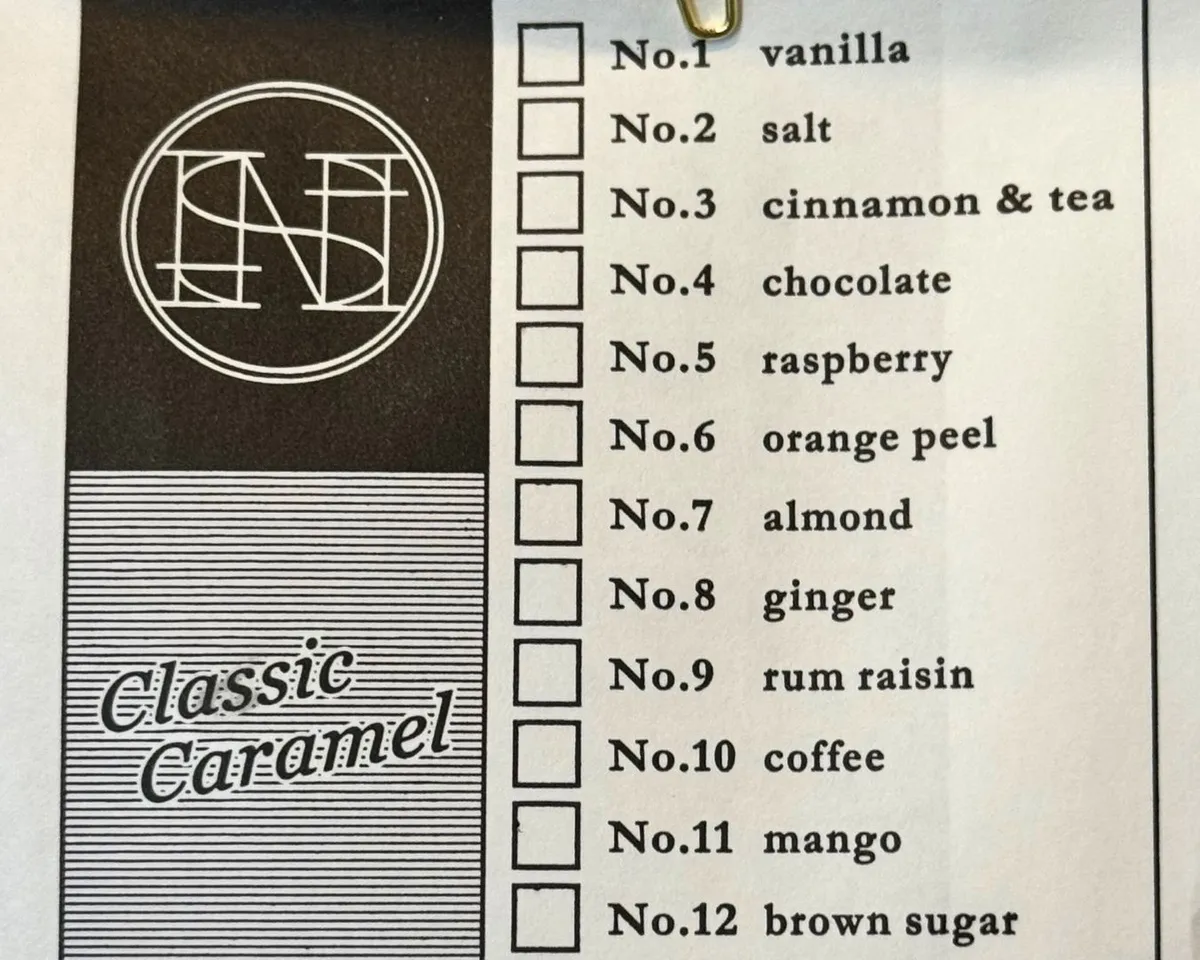 No.1 vanilla
No.2 salt
No.3 cinnamon & tea
No.4 chocolate
No.5 raspberry
No.6 orange peel
No.7 almond
No.8 ginger
No.9 rum raisin
No.10 coffee
No.11 mango
No.12 brown sugar
Classic
Caramel